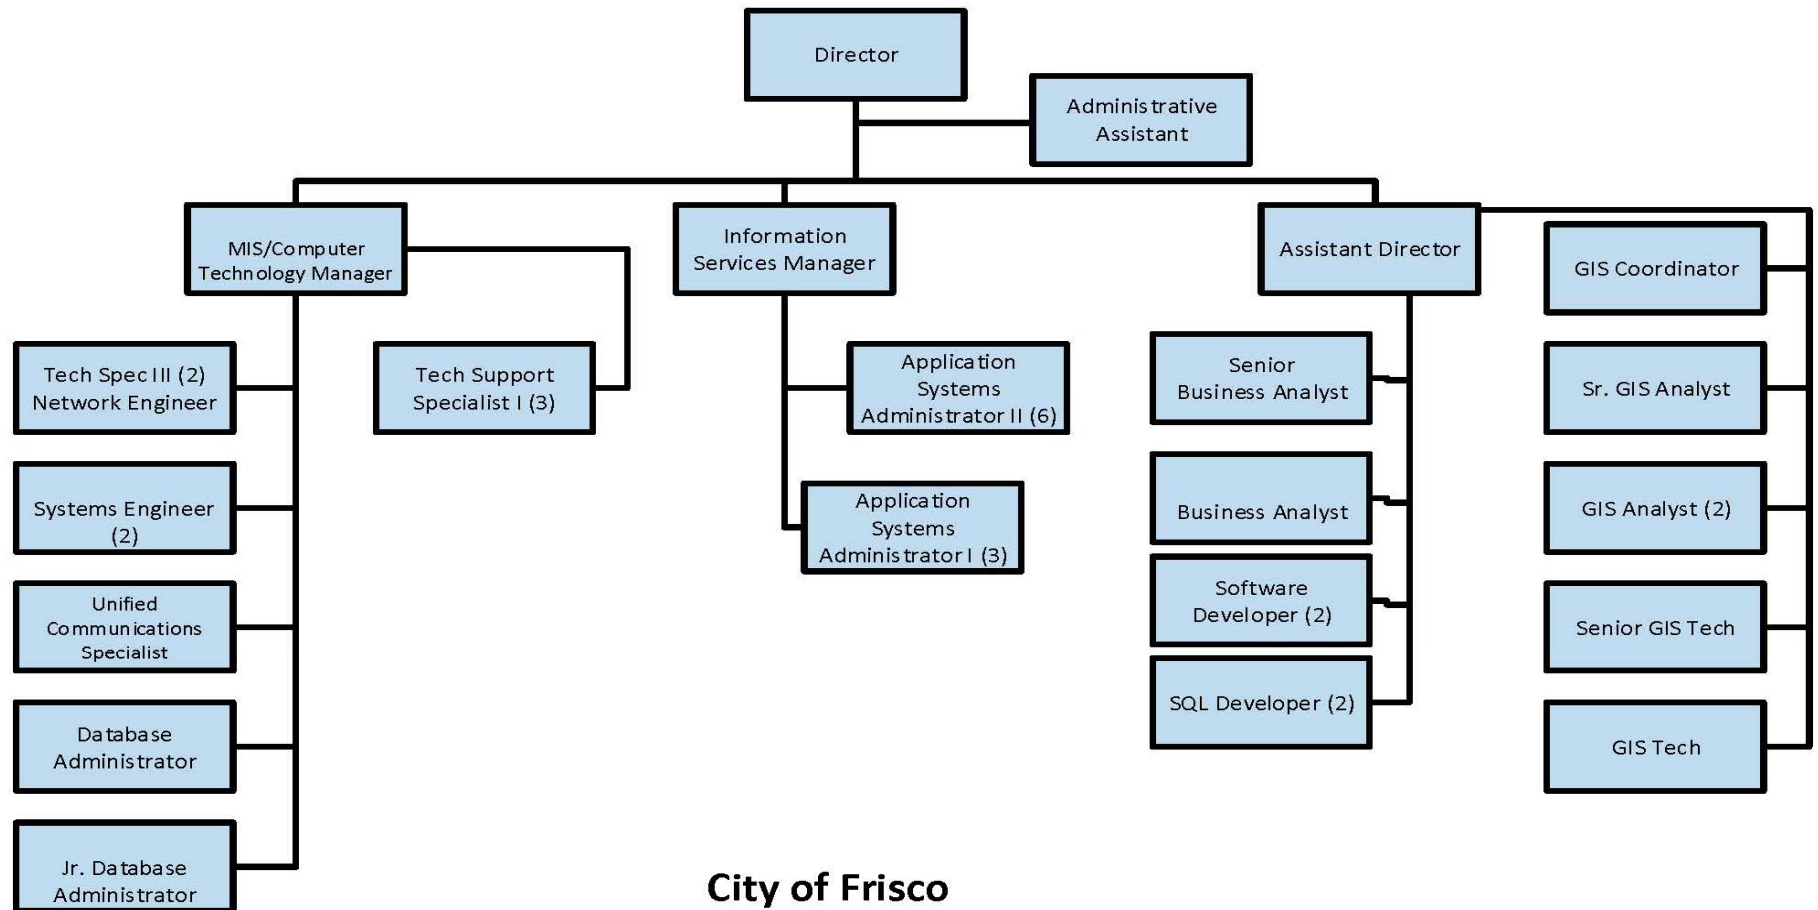 Director
Administrative
Assistant
MIS/Computer
Technology Manager
Information
Services Manager
Assistant Director
GIS Coordinator
Tech Spec III (2)
Network Engineer
Tech Support
Specialist I (3)
Application
Systems
Administrator II (6)
Senior
Business Analyst
Sr. GIS Analyst
Systems Engineer
(2)
Application
Systems
Administrator I (3)
Business Analyst
GIS Analyst (2)
Unified
Communications
Specialist
Software
Developer (2)
Senior GIS Tech
Database
Administrator
SQL Developer (2)
GIS Tech
Jr. Database
Administrator
City of Frisco